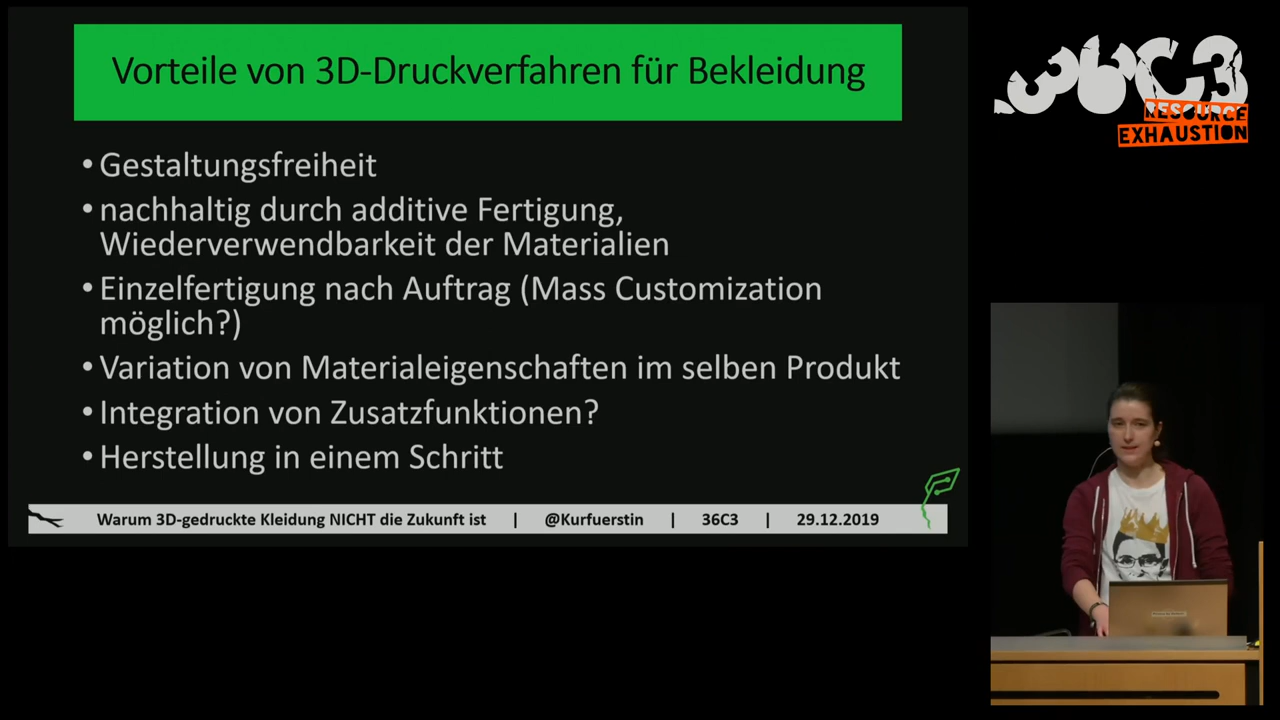 Vorteile von 3D-Druckverfahren für Bekleidung
• Gestaltungsfreiheit
• nachhaltig durch additive Fertigung,
Wiederverwendbarkeit der Materialien
• Einzelfertigung nach Auftrag (Mass Customization
möglich?)
• Variation von Materialeigenschaften im selben Produkt
• Integration von Zusatzfunktionen?
• Herstellung in einem Schritt
Warum 3D-gedruckte Kleidung NICHT die Zukunft ist | @Kurfuerstin | 36C3 | 29.12.2019
36C3
RESOURCE
EXHAUSTION